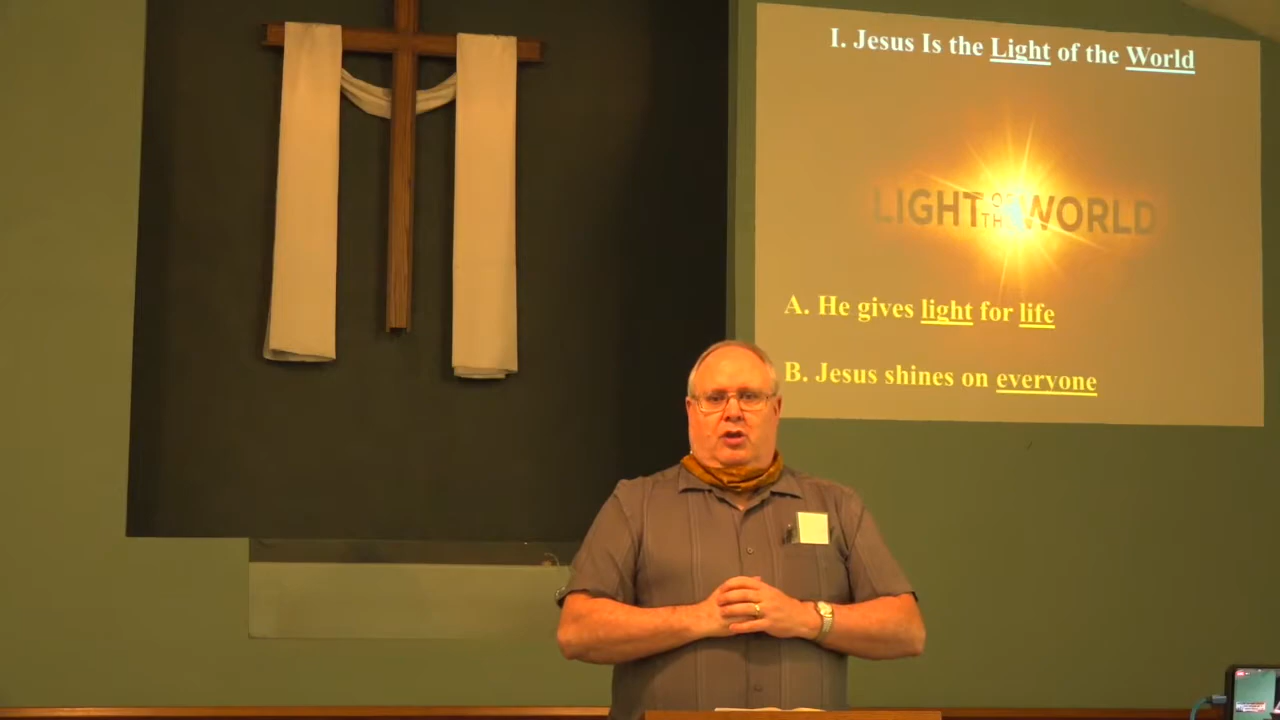 I. Jesus Is the Light of the World
LIGHT OF THE WORLD
A. He gives light for life
B. Jesus shines on everyone